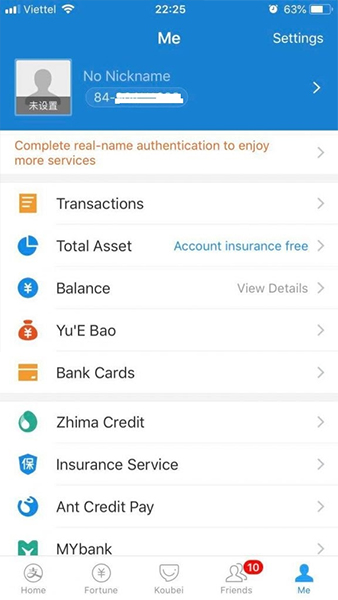 Viettel 22:25 63%
Me Settings
No Nickname
84-
未设置
Complete real-name authentication to enjoy
more services
Transactions
Total Asset Account insurance free
¥ Balance View Details
¥ Yu'E Bao
Bank Cards
Zhima Credit
保 Insurance Service
Ant Credit Pay
MYbank
支 ¥ 10
Home Fortune Koubei Friends Me